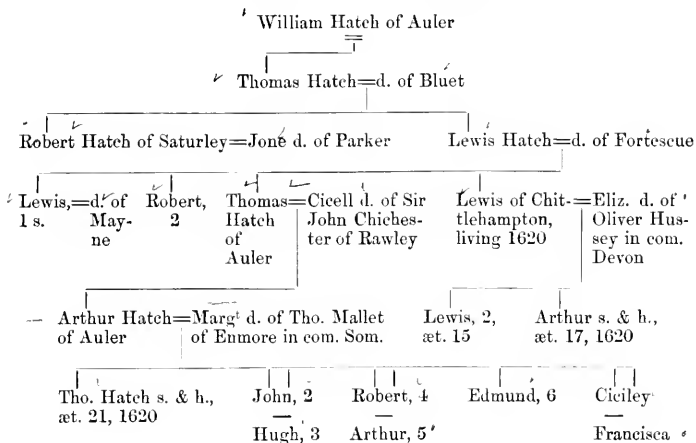 William Hatch of Auler
Thomas Hatch=d. of Bluet
Robert Hatch of Saturley=Jone d. of Parker Lewis Hatch=d. of Fortescue
Lewis,=d. of Robert, Thomas=Cicell d. of Sir Lewis of Chit-=Eliz. d. of
1 s. May- 2 Hatch John Chiches- tlehampton, Oliver Hus-
ne of ter of Rawley living 1620 sey in com.
Auler Devon
Arthur Hatch=Margt d. of Tho. Mallet Lewis, 2, Arthur s. & h.,
of Auler of Enmore in com. Som. æt. 15 æt. 17, 1620
Tho. Hatch s. & h., John, 2 Robert, 4 Edmund, 6 Ciciley
æt. 21, 1620
Hugh, 3 Arthur, 5 Francisca